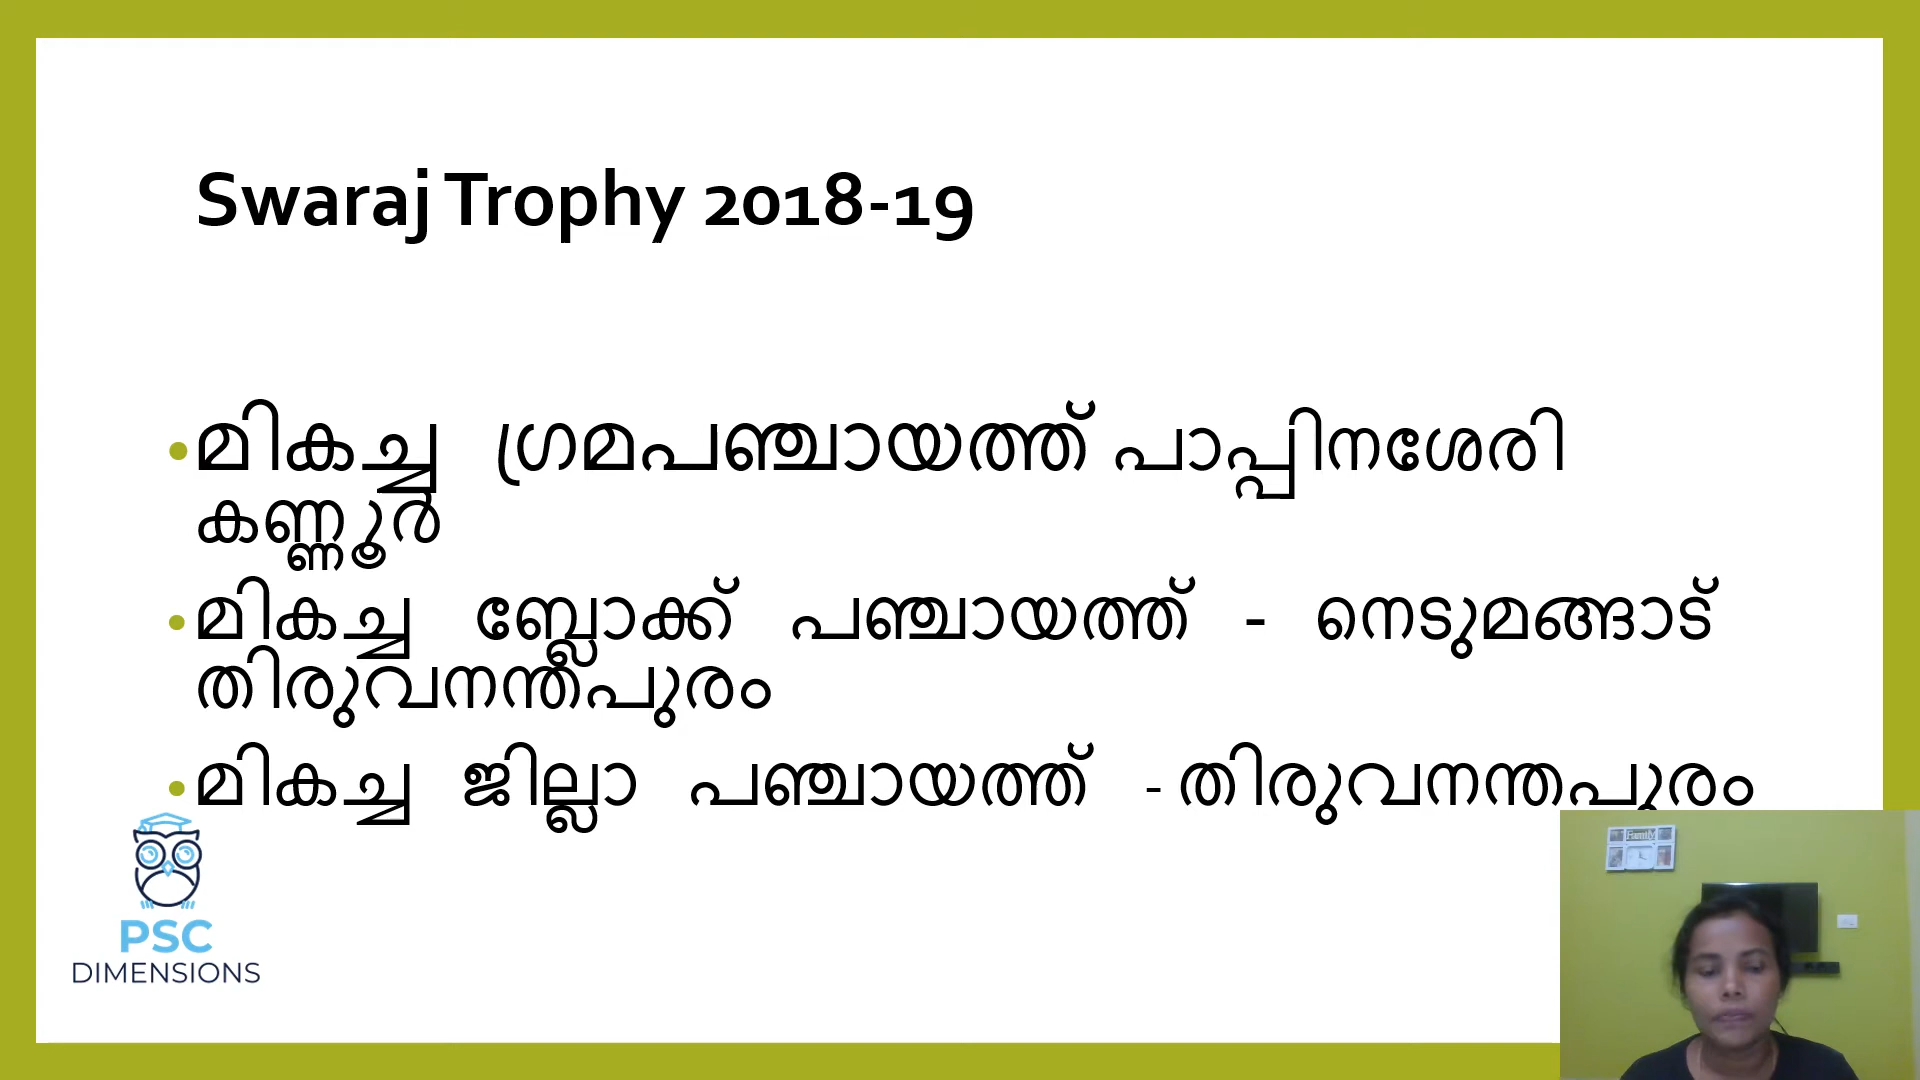 Swaraj Trophy 2018-19
•മികച്ച ഗ്രമപഞ്ചായത്ത് പാപ്പിനശേരി
കണ്ണൂർ
•മികച്ച ബ്ലോക്ക് പഞ്ചായത്ത് - നെടുമങ്ങാട്
തിരുവനന്തപുരം
•മികച്ച ജില്ലാ പഞ്ചായത്ത് - തിരുവനന്തപുരം
PSC
DIMENSIONS
Family